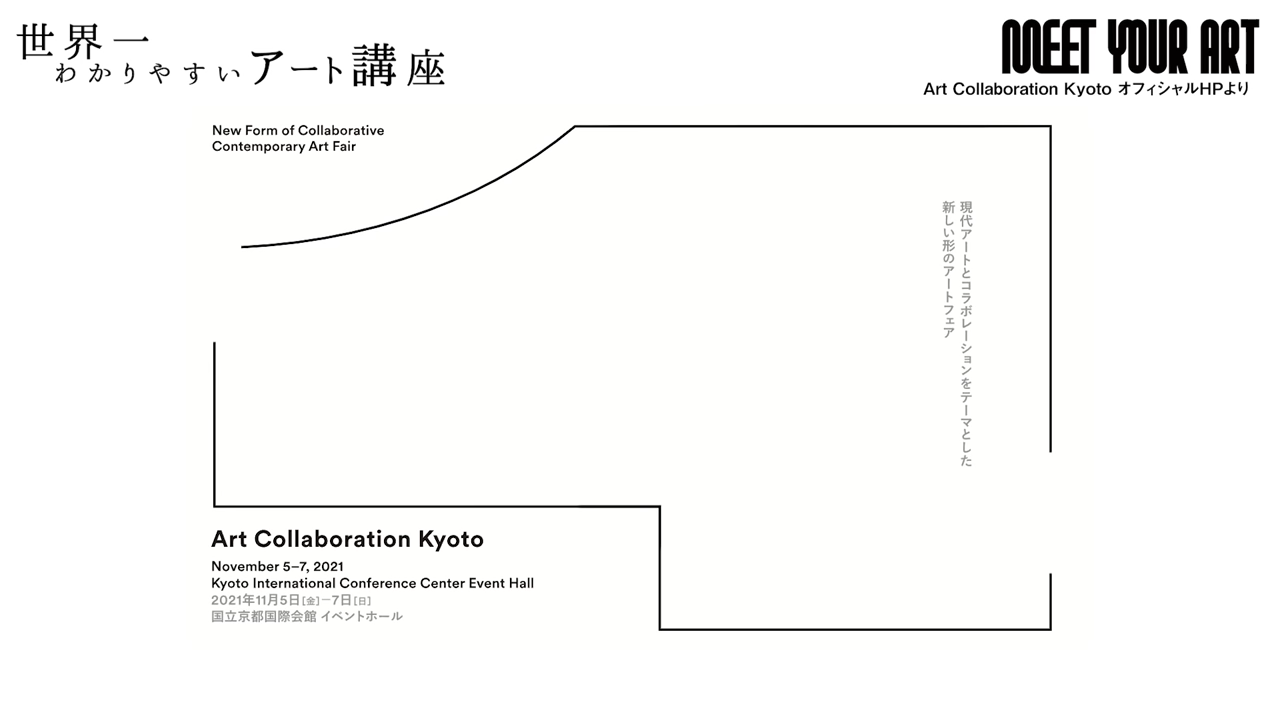 世界一
わかりやすいアート講座
MEET YOUR ART
Art Collaboration Kyoto オフィシャルHPより
New Form of Collaborative
Contemporary Art Fair
現代アートとコラボレーションをテーマとした
新しい形のアートフェア
Art Collaboration Kyoto
November 5–7, 2021
Kyoto International Conference Center Event Hall
2021年11月5日[金]—7日[日]
国立京都国際会館 イベントホール